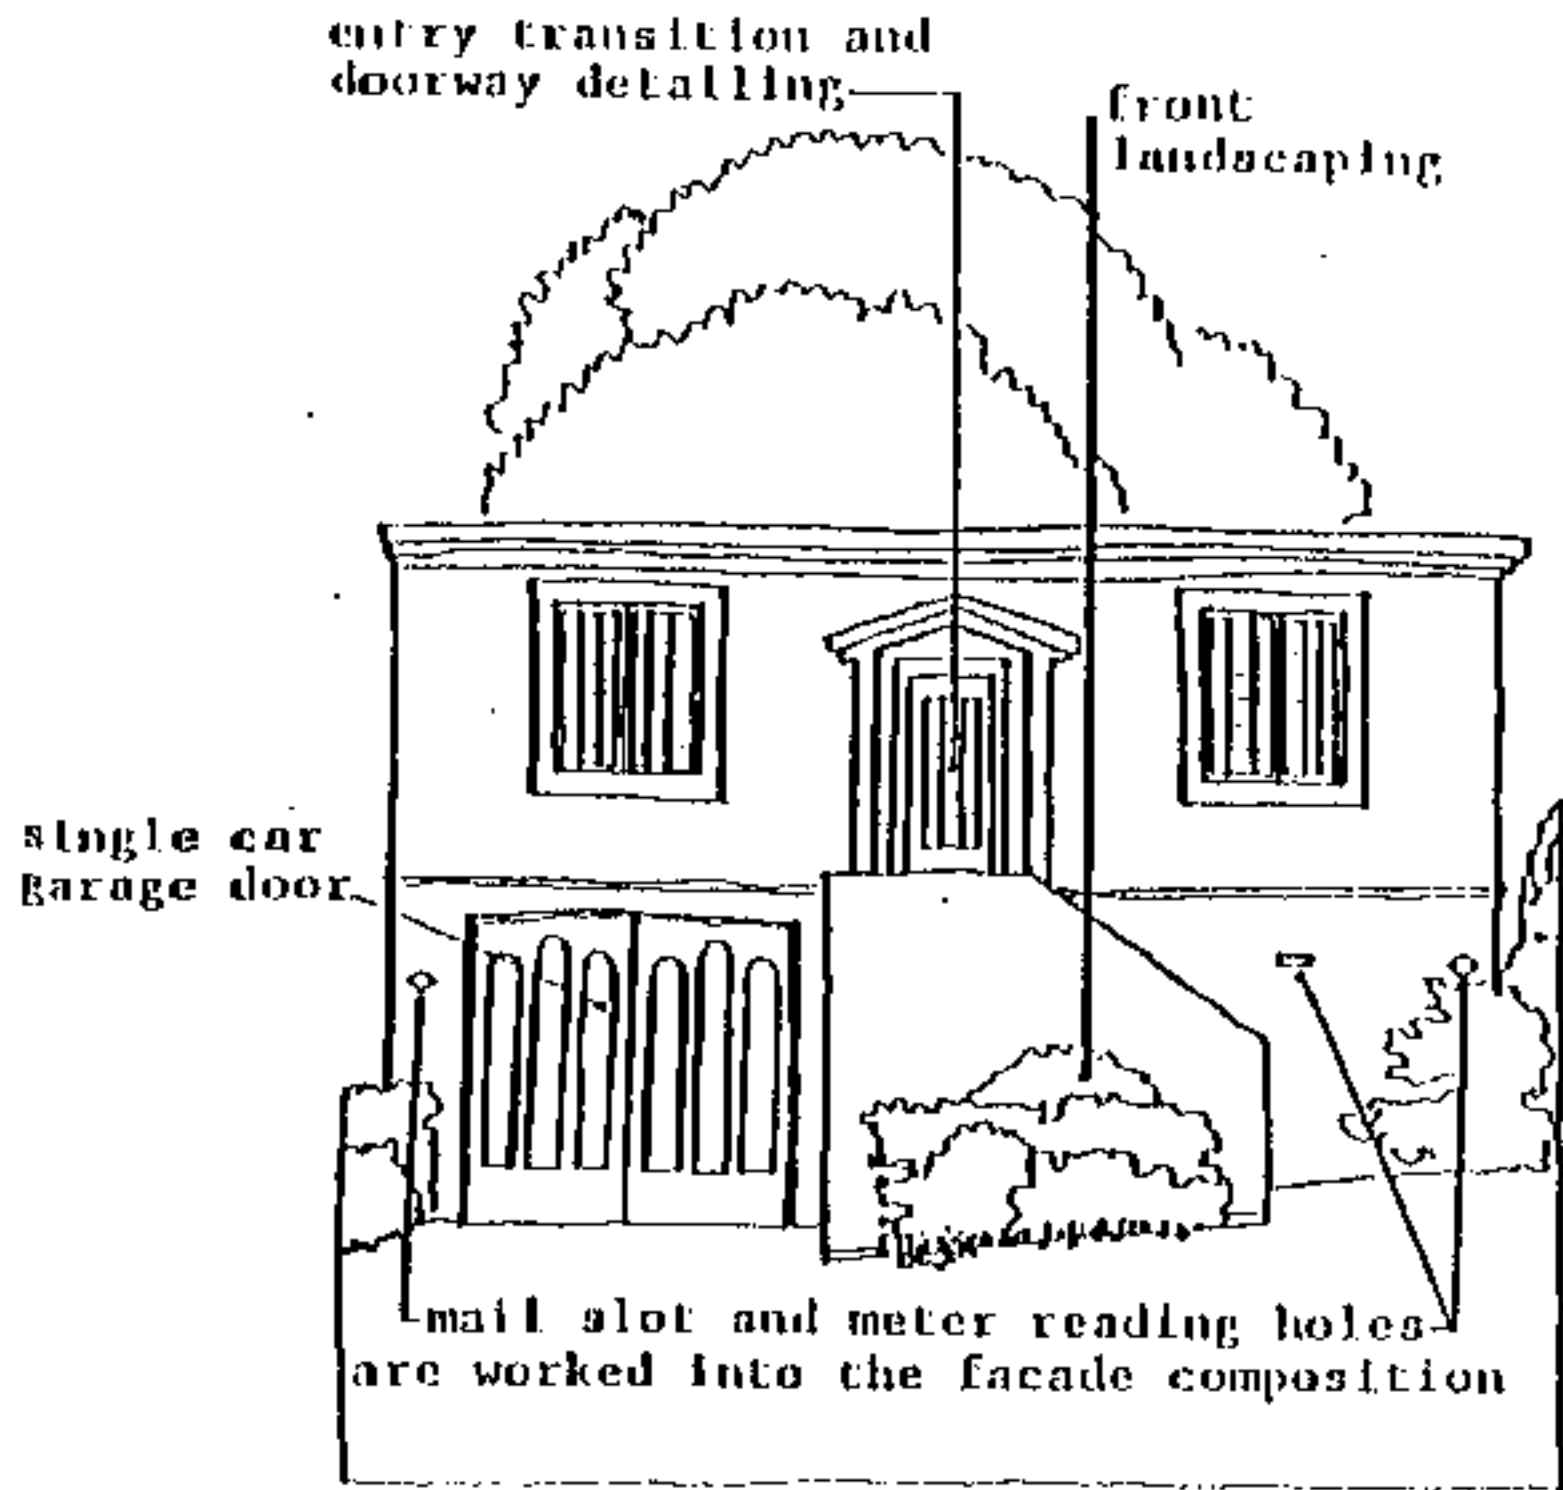 entry transition and
doorway detailing
front
landscaping
single car
garage door
mail slot and meter reading holes
are worked into the facade composition